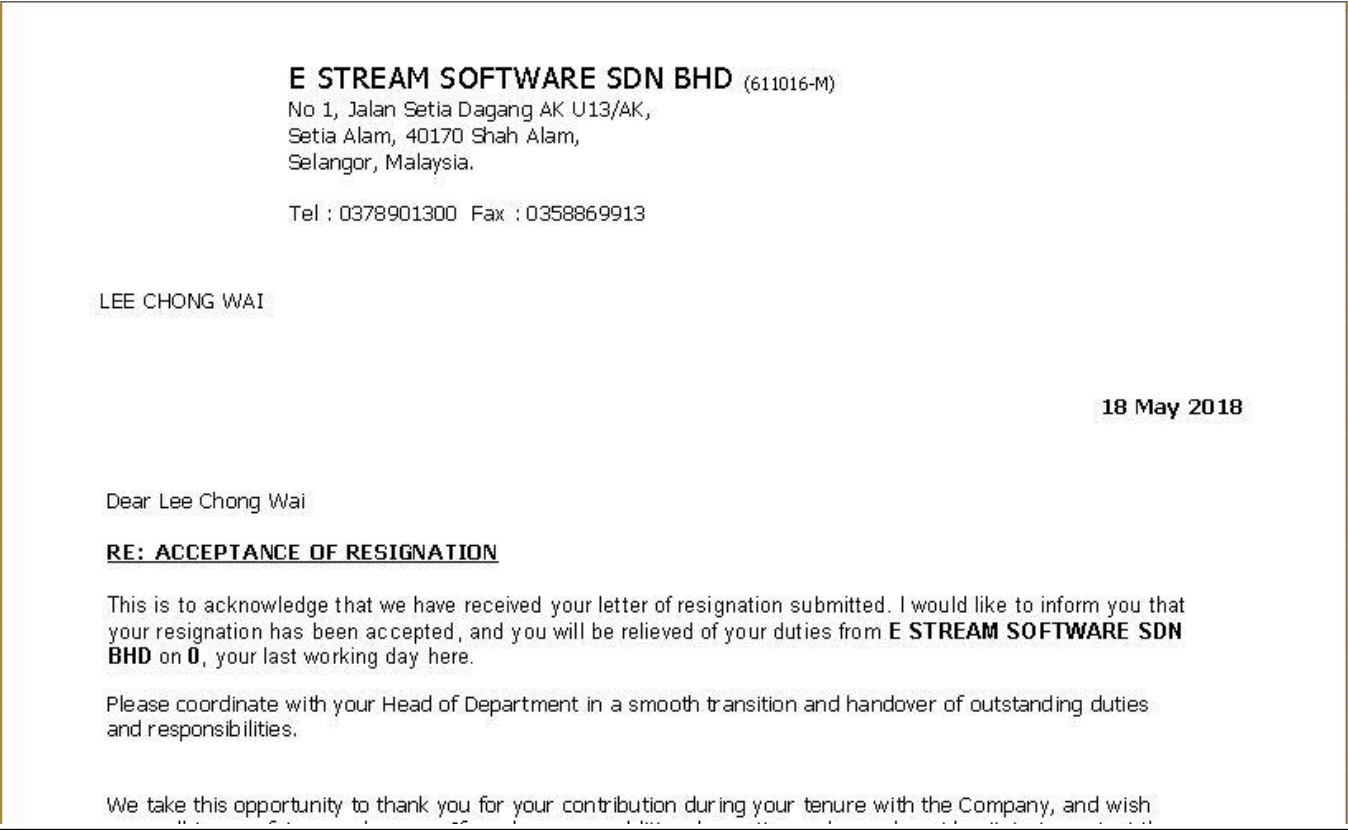 E STREAM SOFTWARE SDN BHD (611016-M)
No 1, Jalan Setia Dagang AK U13/AK,
Setia Alam, 40170 Shah Alam,
Selangor, Malaysia.
Tel : 0378901300 Fax : 0358869913
LEE CHONG WAI
18 May 2018
Dear Lee Chong Wai
RE: ACCEPTANCE OF RESIGNATION
This is to acknowledge that we have received your letter of resignation submitted. I would like to inform you that
your resignation has been accepted, and you will be relieved of your duties from E STREAM SOFTWARE SDN
BHD on 0, your last working day here.
Please coordinate with your Head of Department in a smooth transition and handover of outstanding duties
and responsibilities.
We take this opportunity to thank you for your contribution during your tenure with the Company, and wish